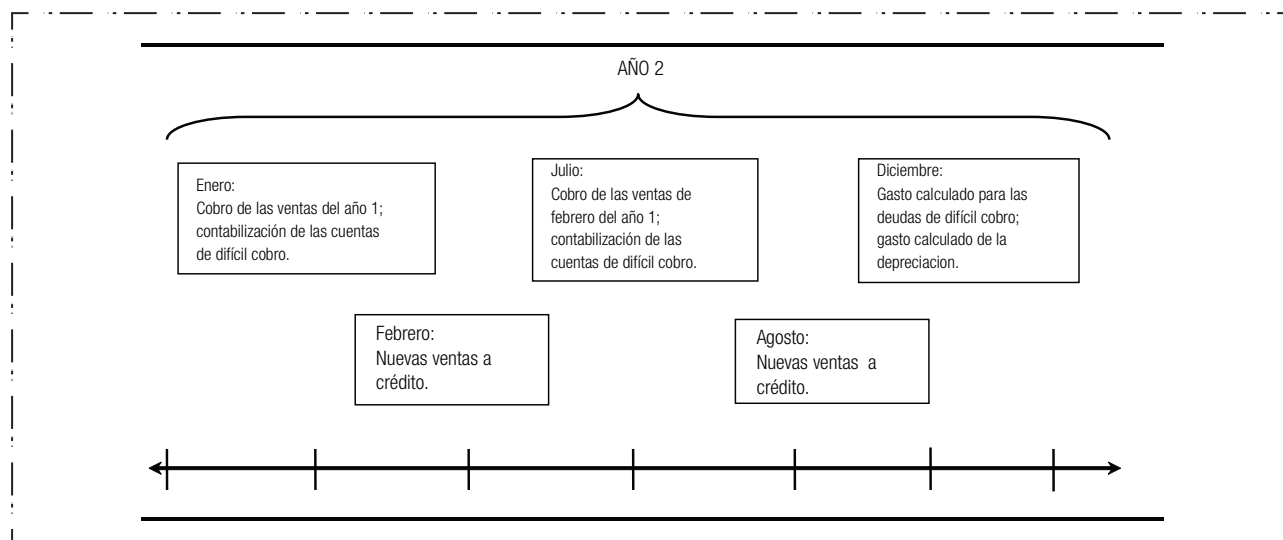 AÑO 2
Enero:
Cobro de las ventas del año 1;
contabilización de las cuentas
de difícil cobro.
Febrero:
Nuevas ventas a
crédito.
Julio:
Cobro de las ventas de
febrero del año 1;
contabilización de las
cuentas de difícil cobro.
Agosto:
Nuevas ventas a
crédito.
Diciembre:
Gasto calculado para las
deudas de difícil cobro;
gasto calculado de la
depreciacion.